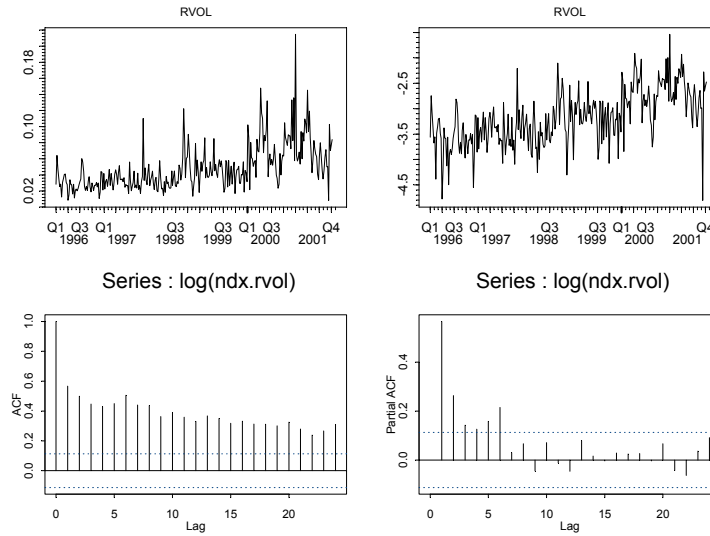 RVOL
0.18
0.10
0.02
Q1 Q3 Q1 Q3 Q3 Q1 Q3 Q4
1996 1997 1998 1999 2000 2001
RVOL
-2.5
-3.5
-4.5
Q1 Q3 Q1 Q3 Q3 Q1 Q3 Q4
1996 1997 1998 1999 2000 2001
Series : log(ndx.rvol)
ACF
1.0
0.8
0.6
0.4
0.2
0.0
0 5 10 15 20
Lag
Series : log(ndx.rvol)
Partial ACF
0.4
0.2
0.0
0 5 10 15 20
Lag